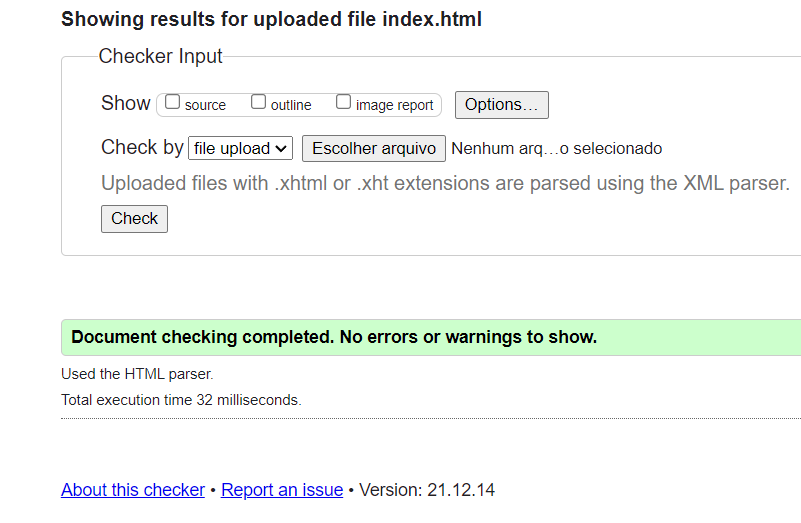 Showing results for uploaded file index.html
Checker Input
Show source outline image report Options…
Check by file upload Escolher arquivo Nenhum arq…o selecionado
Uploaded files with .xhtml or .xht extensions are parsed using the XML parser.
Check
Document checking completed. No errors or warnings to show.
Used the HTML parser.
Total execution time 32 milliseconds.
About this checker • Report an issue • Version: 21.12.14